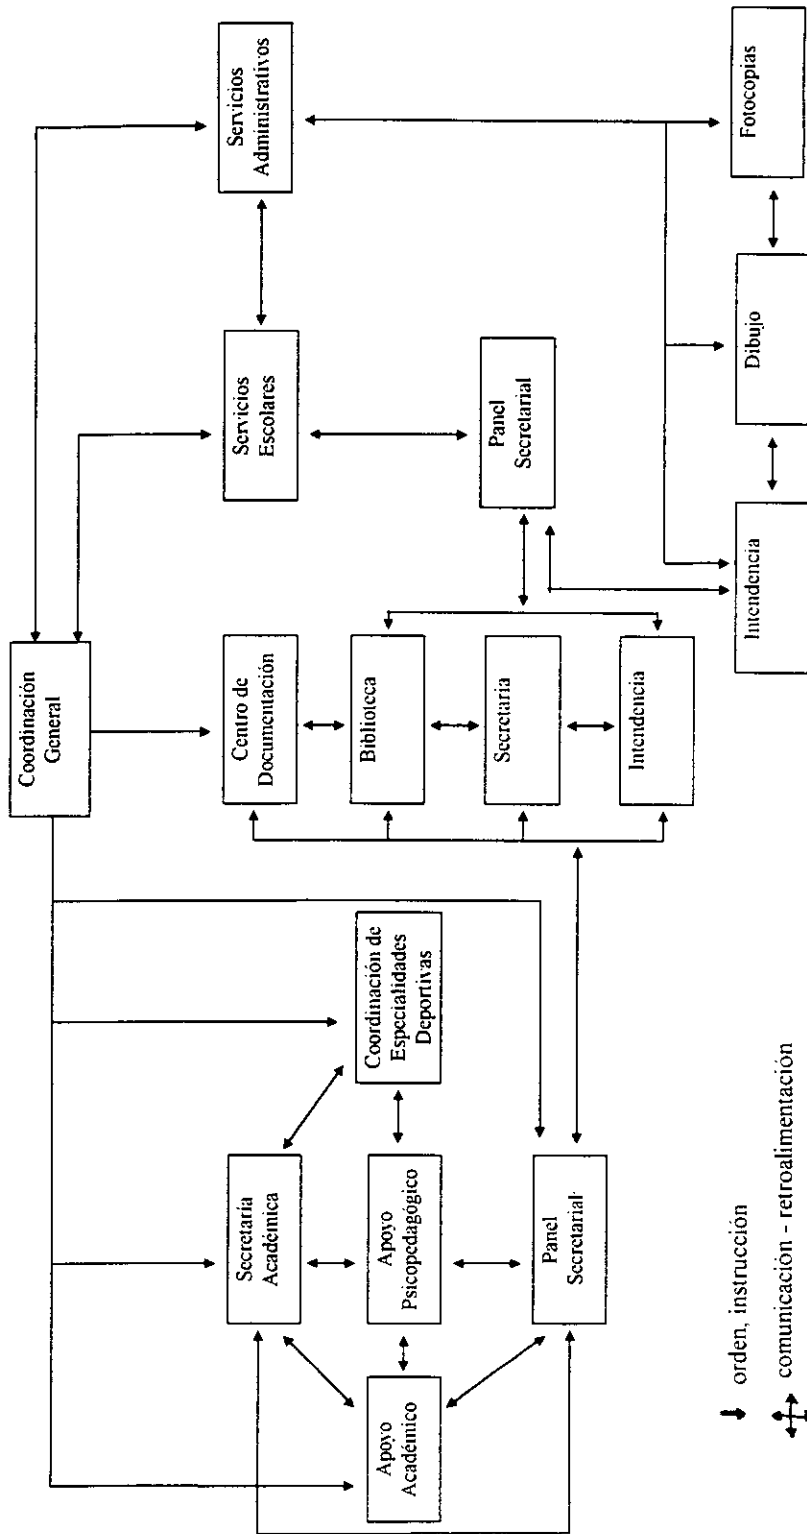 Coordinación
General
Secretaría
Académica
Centro de
Documentación
Servicios
Escolares
Servicios
Administrativos
Apoyo
Académico
Apoyo
Psicopedagógico
Coordinación de
Especialidades
Deportivas
Biblioteca
Panel
Secretarial
Secretaria
Panel
Secretarial
Intendencia
Intendencia
Dibujo
Fotocopias
orden, instrucción
comunicación - retroalimentación